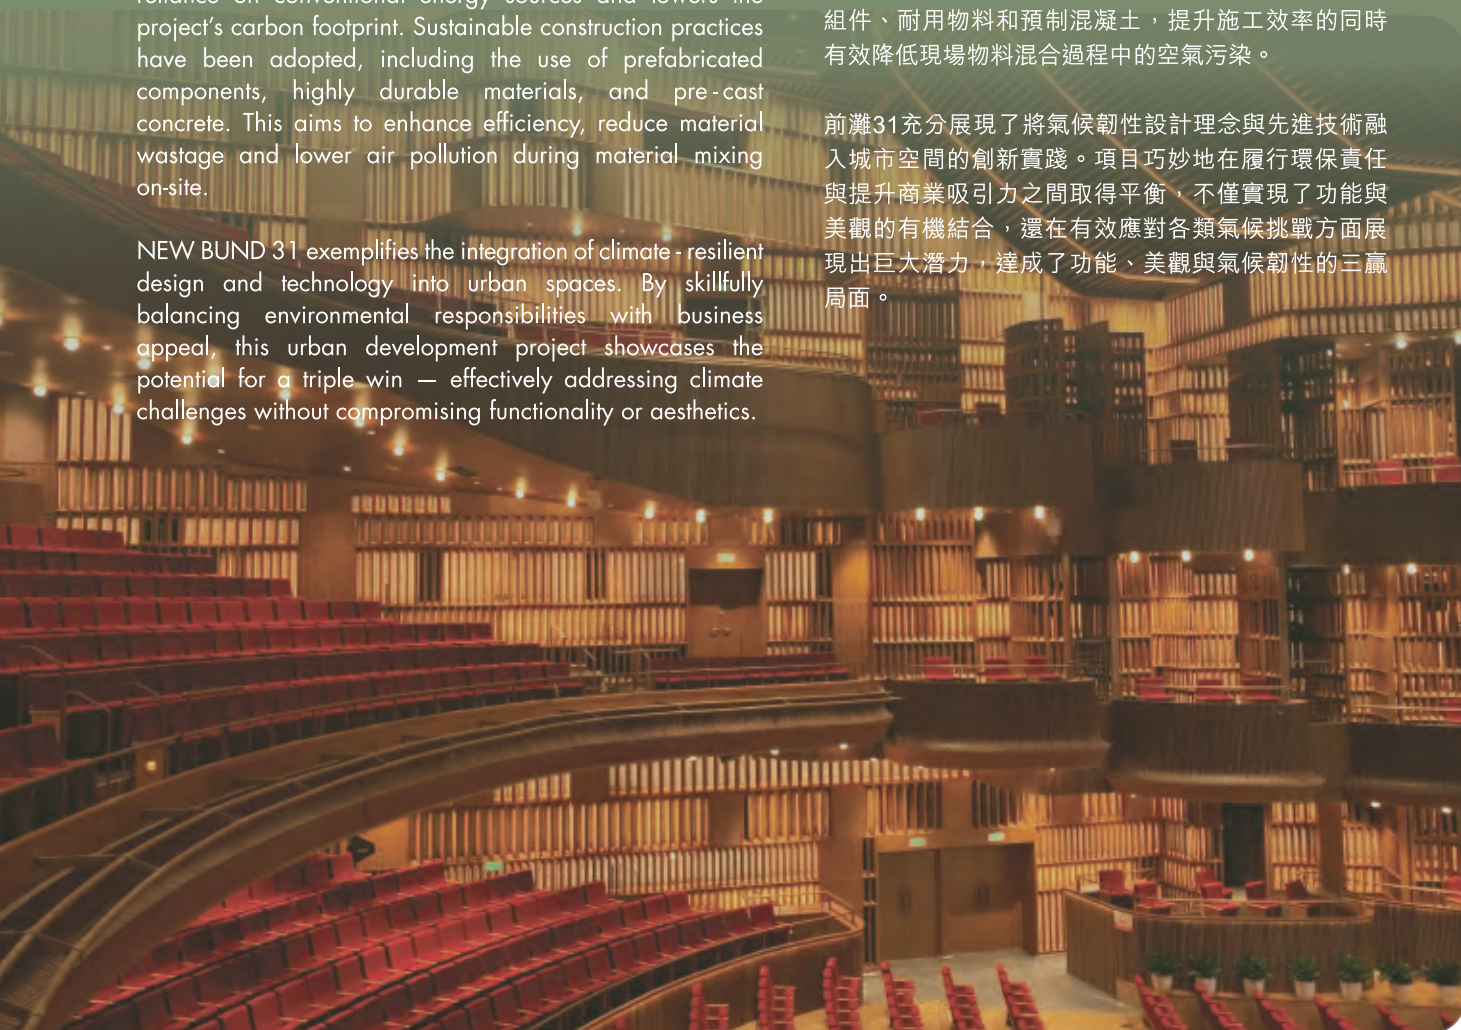 reliance on conventional energy sources and lowers the
project’s carbon footprint. Sustainable construction practices
have been adopted, including the use of prefabricated
components, highly durable materials, and pre-cast
concrete. This aims to enhance efficiency, reduce material
wastage and lower air pollution during material mixing
on-site.
NEW BUND 31 exemplifies the integration of climate-resilient
design and technology into urban spaces. By skillfully
balancing environmental responsibilities with business
appeal, this urban development project showcases the
potential for a triple win — effectively addressing climate
challenges without compromising functionality or aesthetics.
組件、耐用物料和預制混凝土，提升施工效率的同時
有效降低現場物料混合過程中的空氣污染。
前灘31充分展現了將氣候韌性設計理念與先進技術融
入城市空間的創新實踐。項目巧妙地在履行環保責任
與提升商業吸引力之間取得平衡，不僅實現了功能與
美觀的有機結合，還在有效應對各類氣候挑戰方面展
現出巨大潛力，達成了功能、美觀與氣候韌性的三贏
局面。